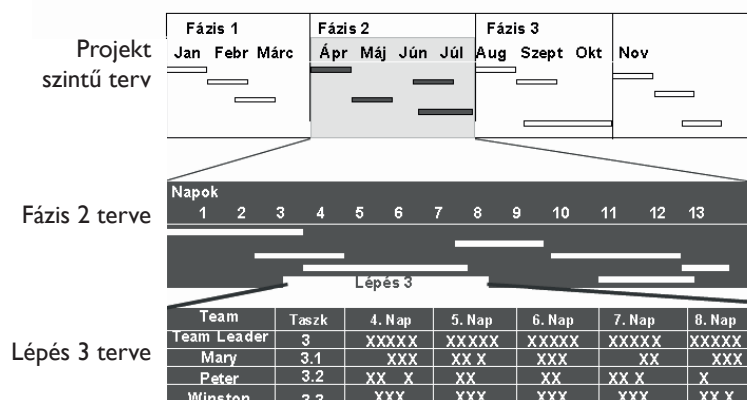 Projekt szintű terv
Fázis 1 Fázis 2 Fázis 3
Jan Febr Márc Ápr Máj Jún Júl Aug Szept Okt Nov
Fázis 2 terve
Napok
1 2 3 4 5 6 7 8 9 10 11 12 13
Lépés 3
Lépés 3 terve
Team Taszk 4. Nap 5. Nap 6. Nap 7. Nap 8. Nap
Team Leader 3 XXXXX XXXXX XXXXX XXXXX XXXXX
Mary 3.1 XXX XX X XXX XX XXX
Peter 3.2 XX X XX XX XX X X
Winston 3.3 XXX XXX XXX XXX XX X